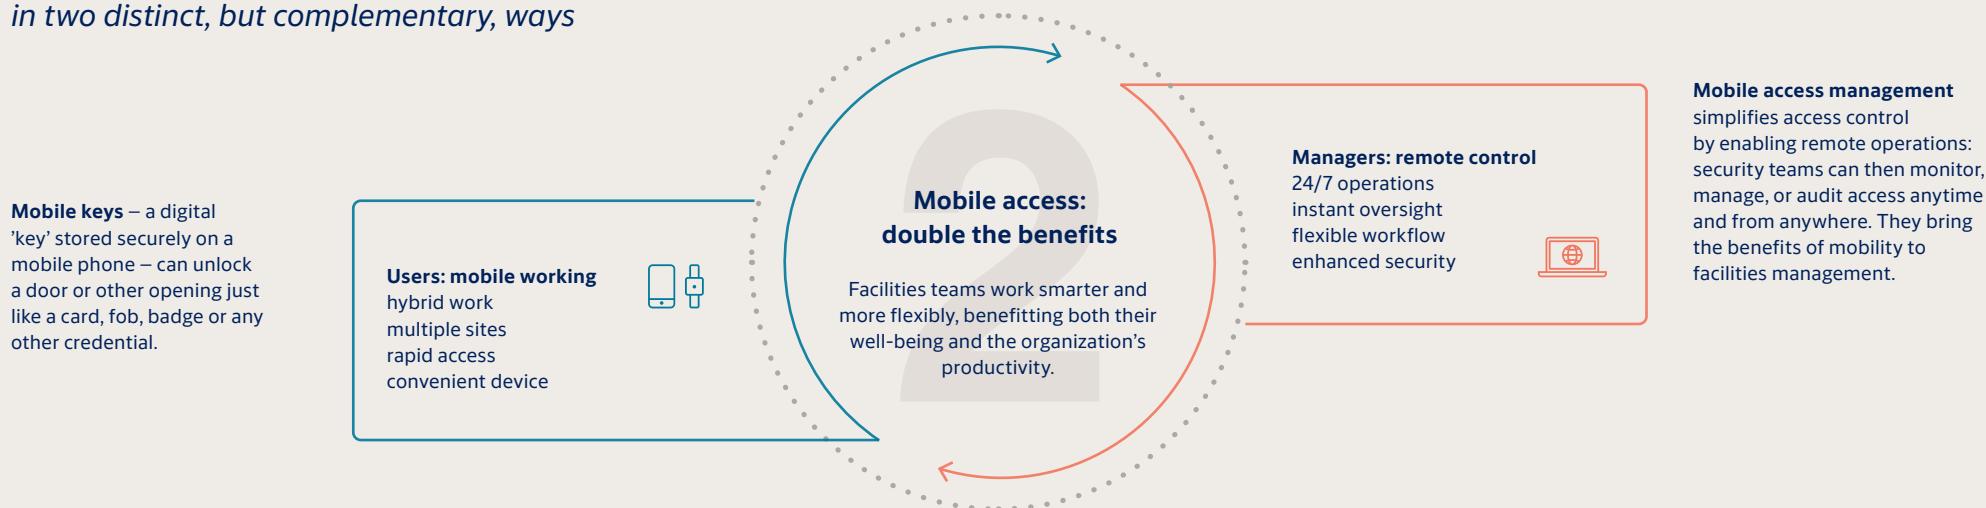 in two distinct, but complementary, ways
Mobile keys – a digital
’key’ stored securely on a
mobile phone – can unlock
a door or other opening just
like a card, fob, badge or any
other credential.
Users: mobile working
hybrid work
multiple sites
rapid access
convenient device
2
Mobile access:
double the benefits
Facilities teams work smarter and
more flexibly, benefitting both their
well-being and the organization’s
productivity.
Managers: remote control
24/7 operations
instant oversight
flexible workflow
enhanced security
Mobile access management
simplifies access control
by enabling remote operations:
security teams can then monitor,
manage, or audit access anytime
and from anywhere. They bring
the benefits of mobility to
facilities management.